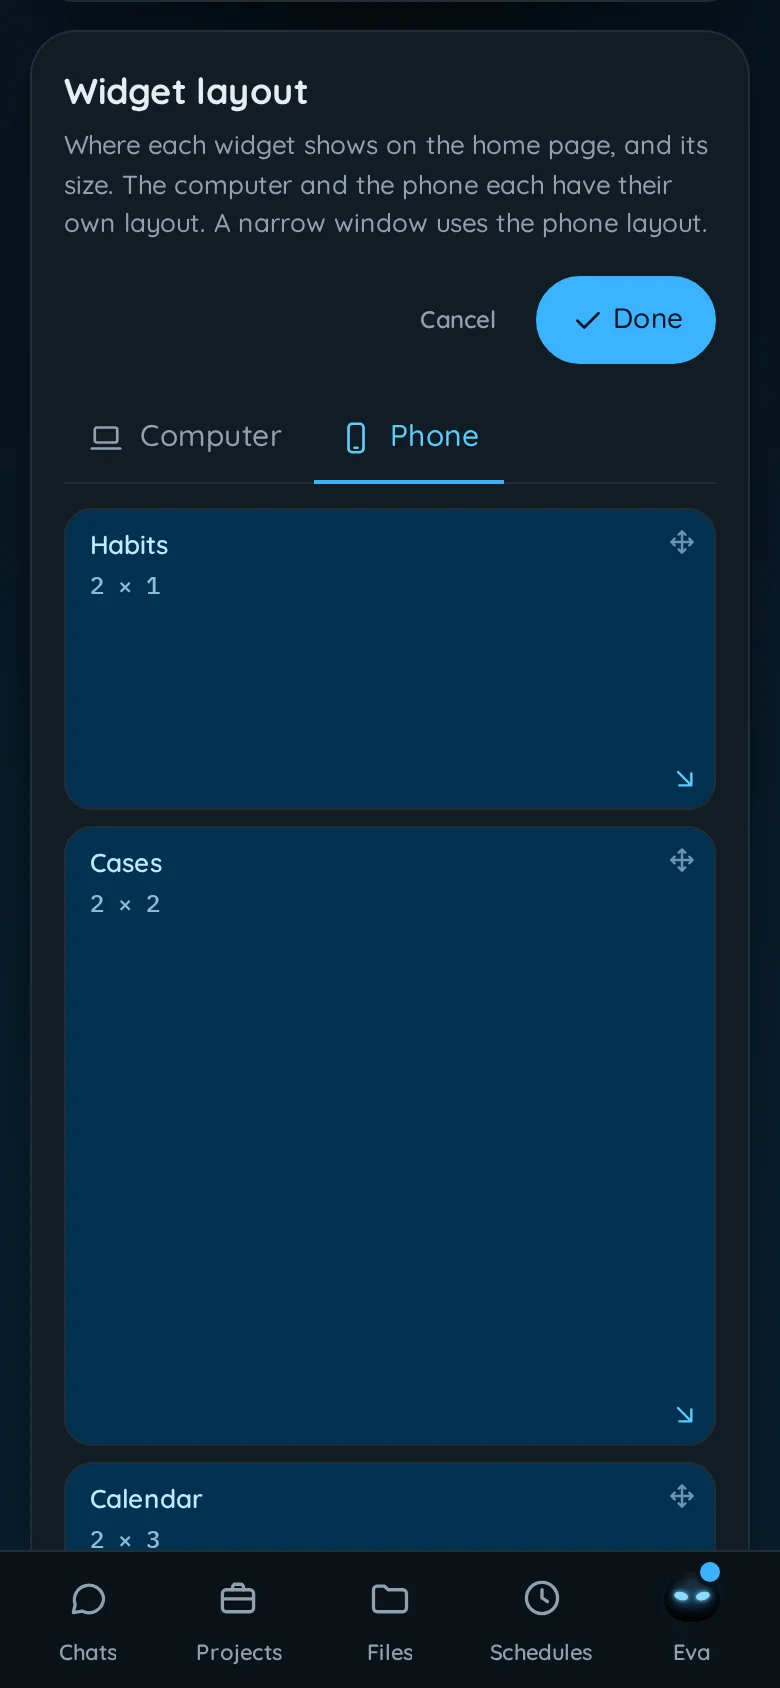 Widget layout
Where each widget shows on the home page, and its
size. The computer and the phone each have their
own layout. A narrow window uses the phone layout.
Cancel
Done
Computer
Phone
Habits
2 × 1
Cases
2 × 2
Calendar
2 × 3
Chats
Projects
Files
Schedules
Eva